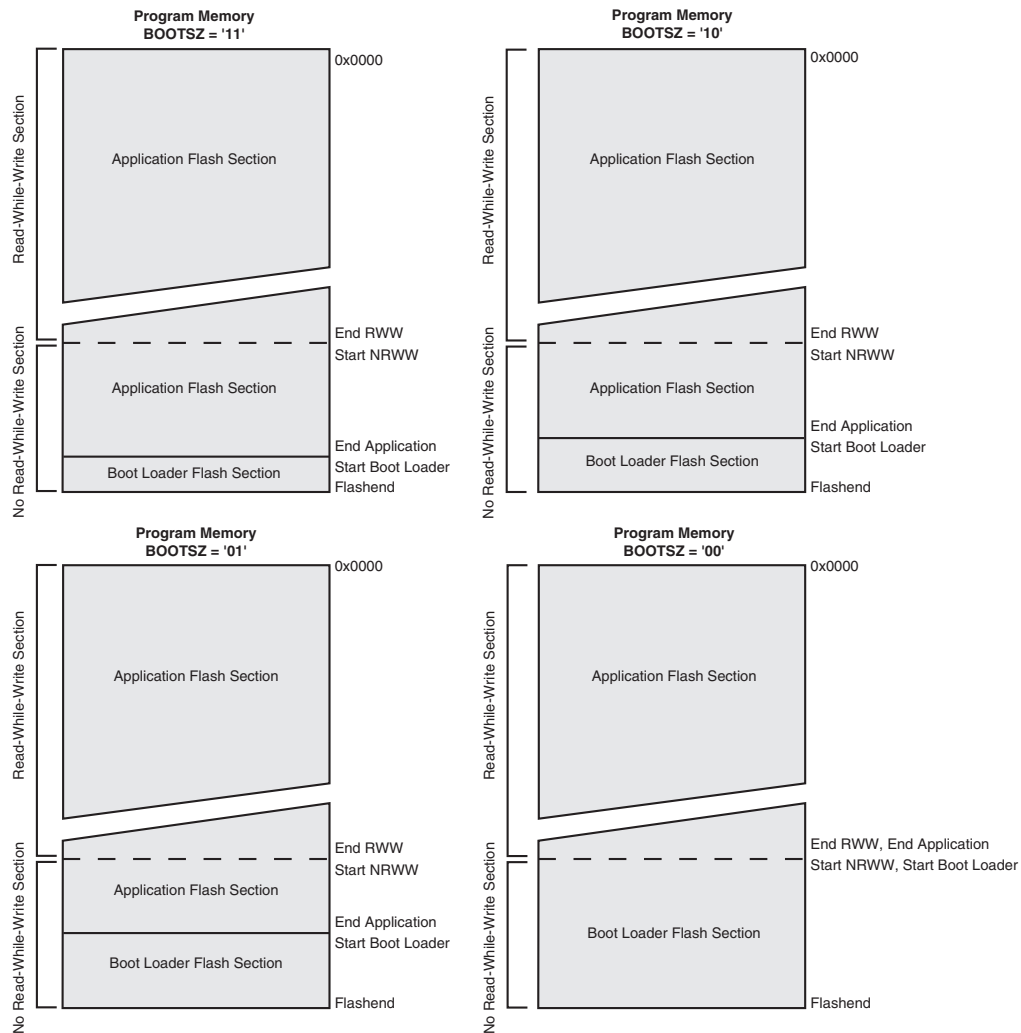 Program Memory
BOOTSZ = '11'
0x0000
Read-While-Write Section
Application Flash Section
End RWW
Start NRWW
No Read-While-Write Section
Application Flash Section
End Application
Start Boot Loader
Boot Loader Flash Section
Flashend
Program Memory
BOOTSZ = '10'
0x0000
Read-While-Write Section
Application Flash Section
End RWW
Start NRWW
No Read-While-Write Section
Application Flash Section
End Application
Start Boot Loader
Boot Loader Flash Section
Flashend
Program Memory
BOOTSZ = '01'
0x0000
Read-While-Write Section
Application Flash Section
End RWW
Start NRWW
No Read-While-Write Section
Application Flash Section
End Application
Start Boot Loader
Boot Loader Flash Section
Flashend
Program Memory
BOOTSZ = '00'
0x0000
Read-While-Write Section
Application Flash Section
End RWW, End Application
Start NRWW, Start Boot Loader
No Read-While-Write Section
Boot Loader Flash Section
Flashend